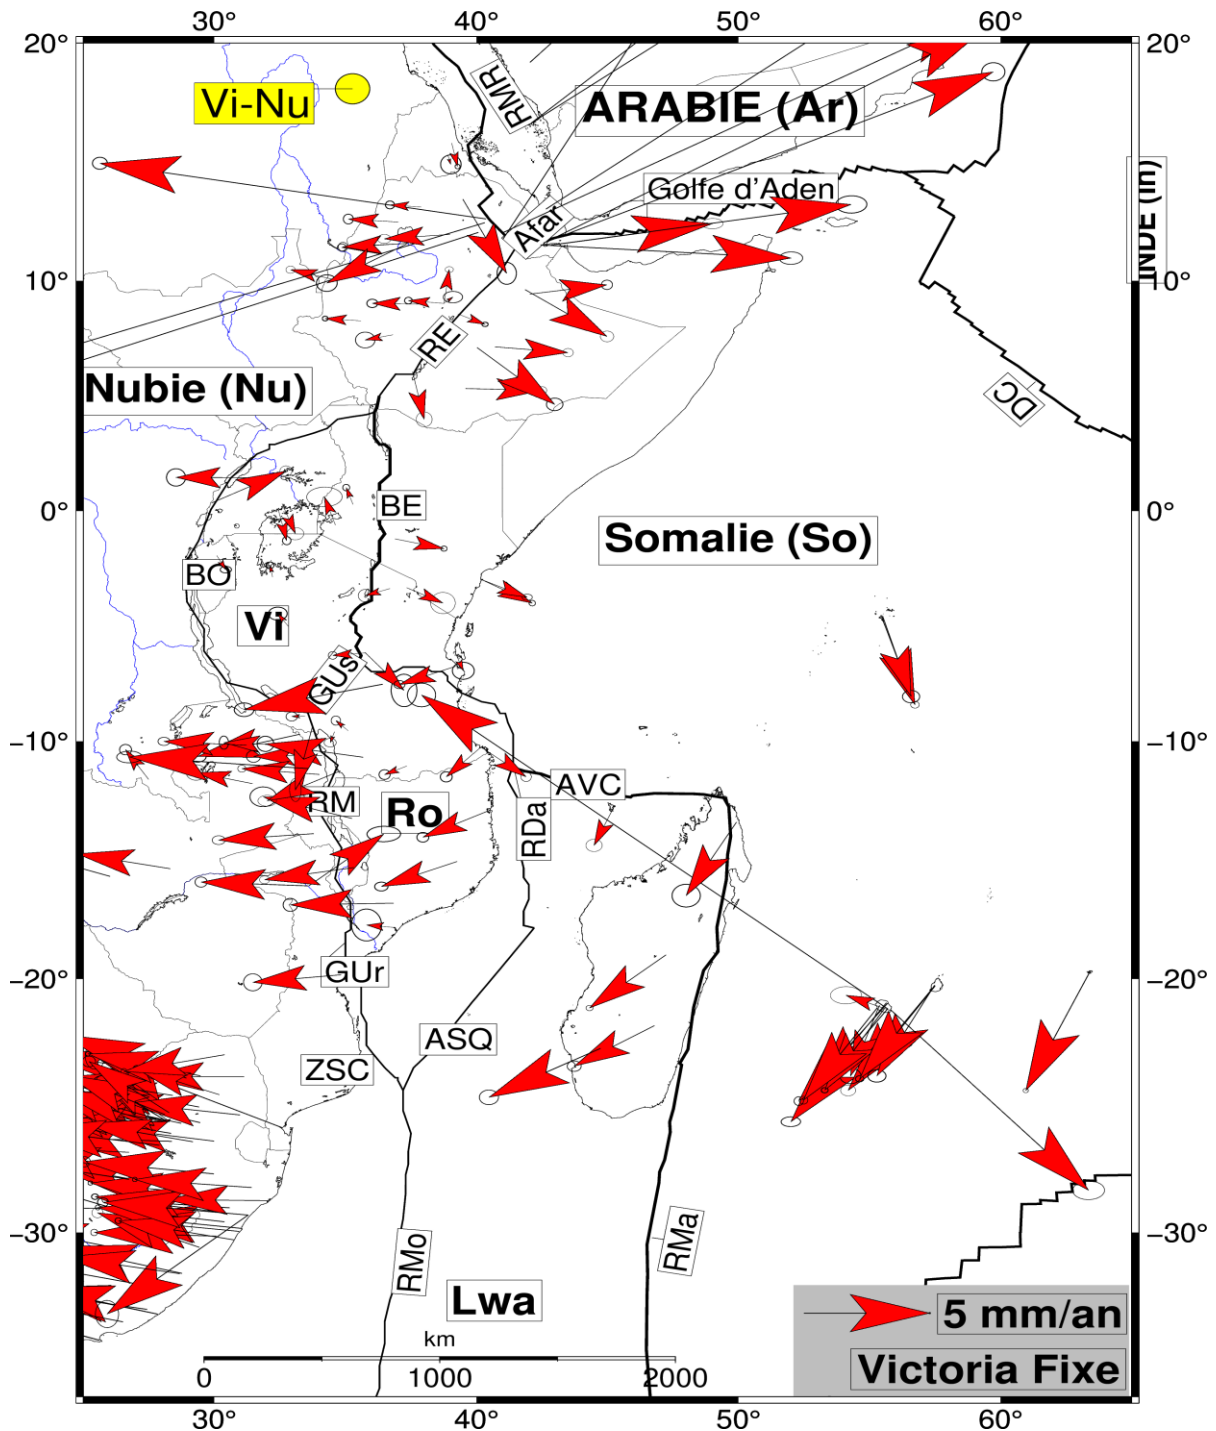 30° 40° 50° 60°
20° 20°
Vi-Nu
RMR
ARABIE (Ar)
Golfe d'Aden
INDE (In)
Afar
10° 10°
RE
Nubie (Nu)
DC
BE
0° 0°
Somalie (So)
BO
Vi
GUs
−10° −10°
AVC
RM
Ro
RDa
GUr
−20° −20°
ASQ
ZSC
RMo
RMa
−30° −30°
Lwa
5 mm/an
km
Victoria Fixe
0 1000 2000
30° 40° 50° 60°